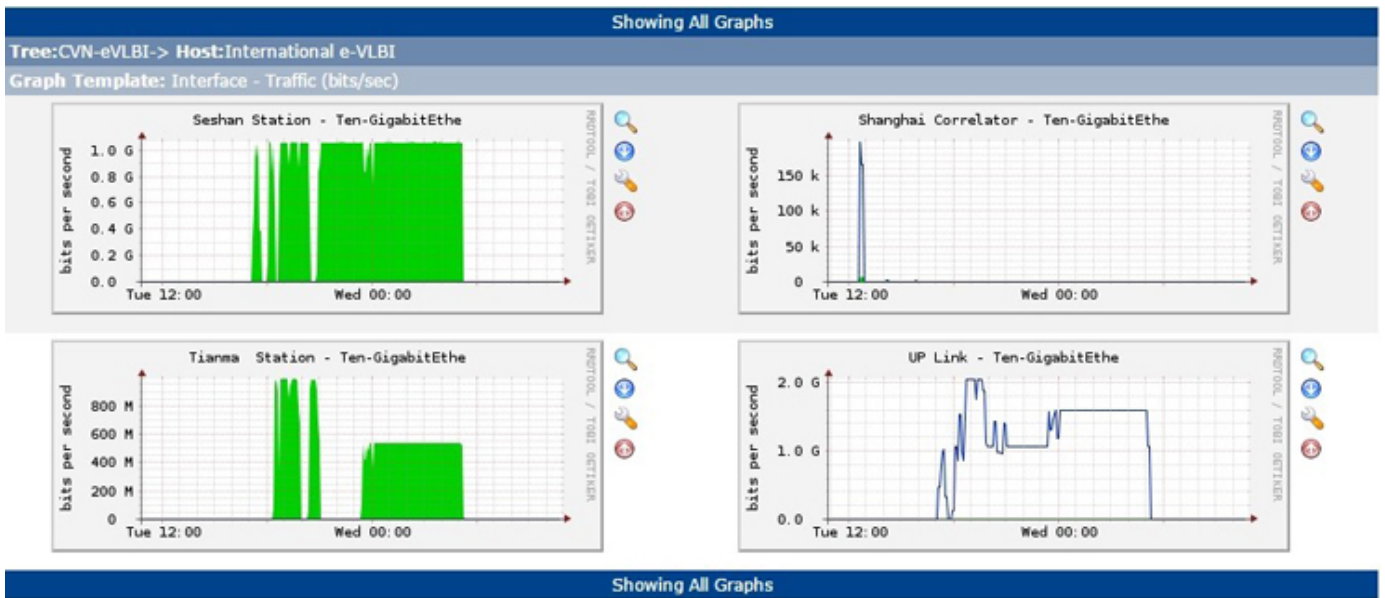 Showing All Graphs
Tree:CVN-eVLBI-> Host:International e-VLBI
Graph Template: Interface - Traffic (bits/sec)
Seshan Station - Ten-GigabitEthe
bits per second
1.0 G
0.8 G
0.6 G
0.4 G
0.2 G
0.0
Tue 12:00 Wed 00:00
RRDTOOL / TOBI OETIKER
Shanghai Correlator - Ten-GigabitEthe
bits per second
150 k
100 k
50 k
0
Tue 12:00 Wed 00:00
RRDTOOL / TOBI OETIKER
Tianma Station - Ten-GigabitEthe
bits per second
800 M
600 M
400 M
200 M
0
Tue 12:00 Wed 00:00
RRDTOOL / TOBI OETIKER
UP Link - Ten-GigabitEthe
bits per second
2.0 G
1.0 G
0.0
Tue 12:00 Wed 00:00
RRDTOOL / TOBI OETIKER
Showing All Graphs